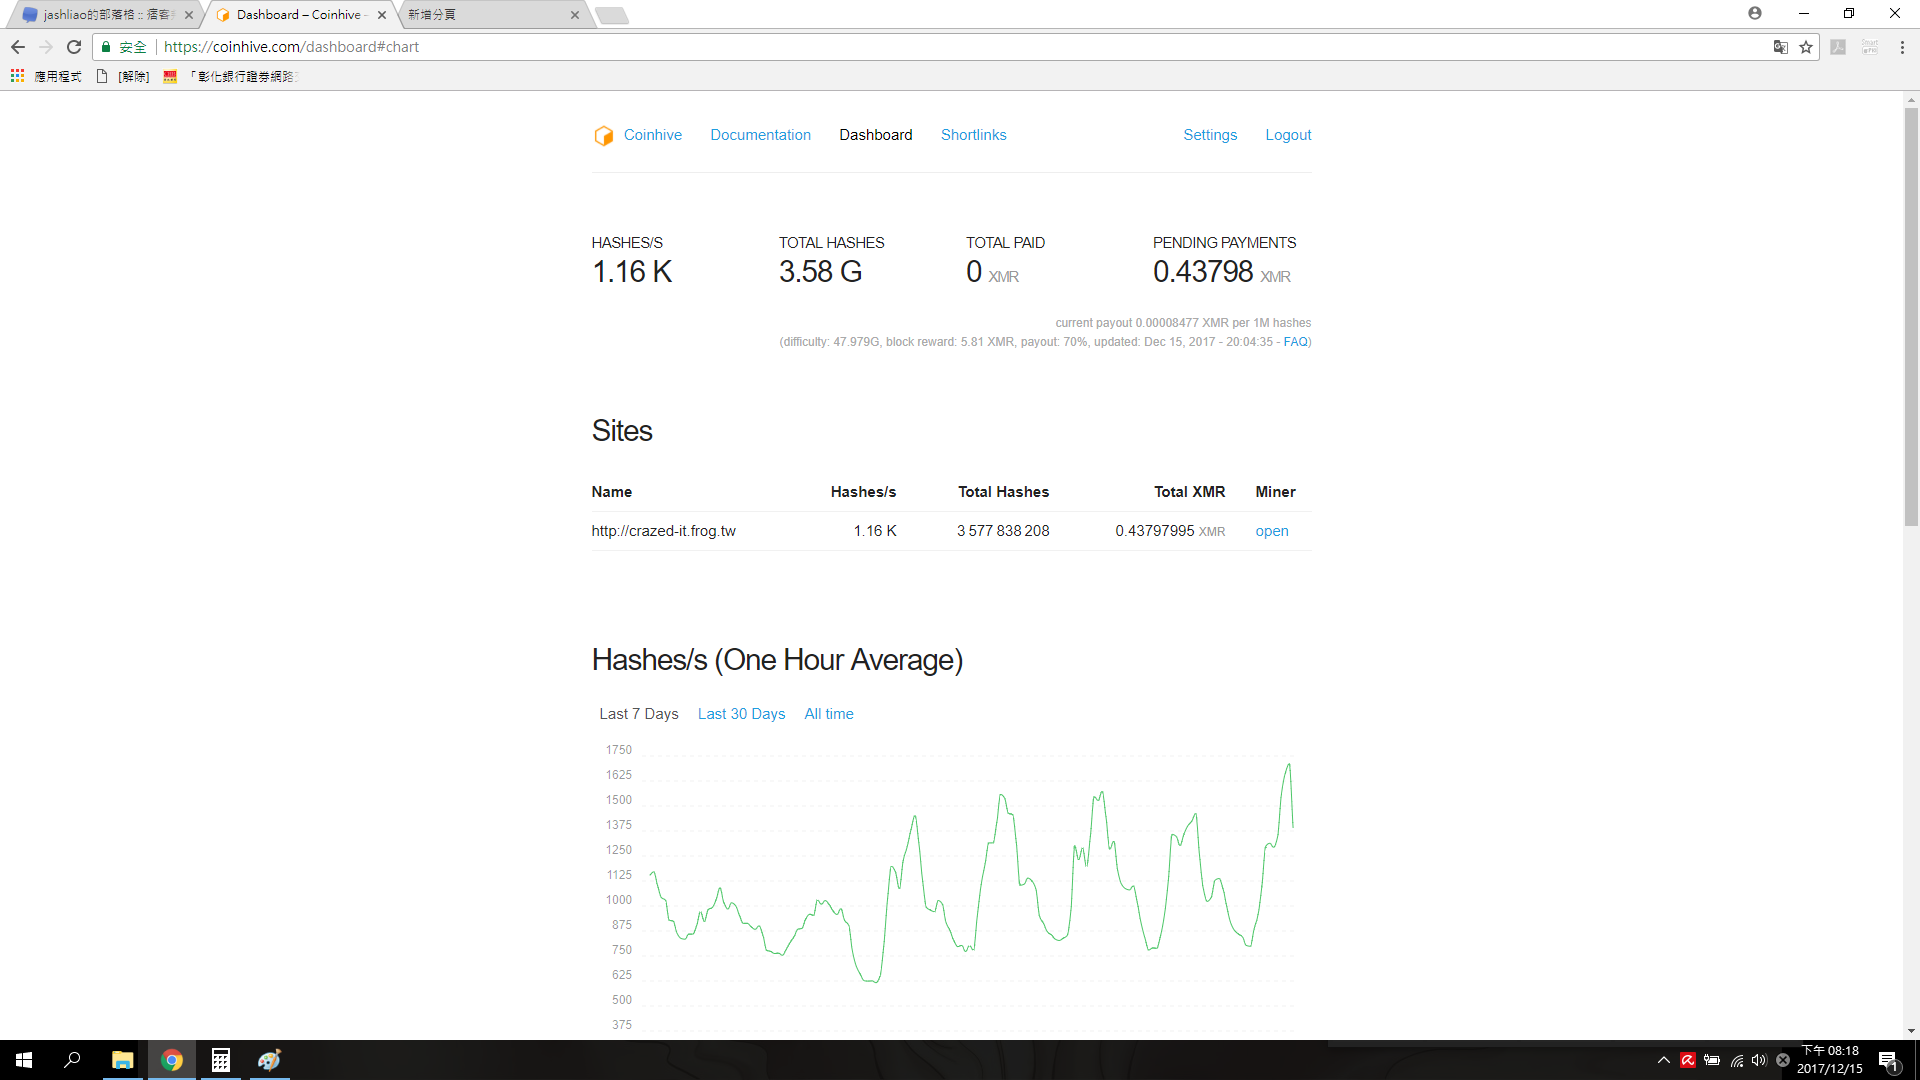 jashliao的部落格 :: 痞客
Dashboard – Coinhive -
新增分頁
安全 https://coinhive.com/dashboard#chart
應用程式 [解除] 「彰化銀行證券網路
Coinhive Documentation Dashboard Shortlinks Settings Logout
HASHES/S TOTAL HASHES TOTAL PAID PENDING PAYMENTS
1.16 K 3.58 G 0 XMR 0.43798 XMR
current payout 0.00008477 XMR per 1M hashes
(difficulty: 47.979G, block reward: 5.81 XMR, payout: 70%, updated: Dec 15, 2017 - 20:04:35 - FAQ)
Sites
Name Hashes/s Total Hashes Total XMR Miner
http://crazed-it.frog.tw 1.16 K 3 577 838 208 0.43797995 XMR open
Hashes/s (One Hour Average)
Last 7 Days Last 30 Days All time
1750
1625
1500
1375
1250
1125
1000
875
750
625
500
375
下午 08:18
2017/12/15
1